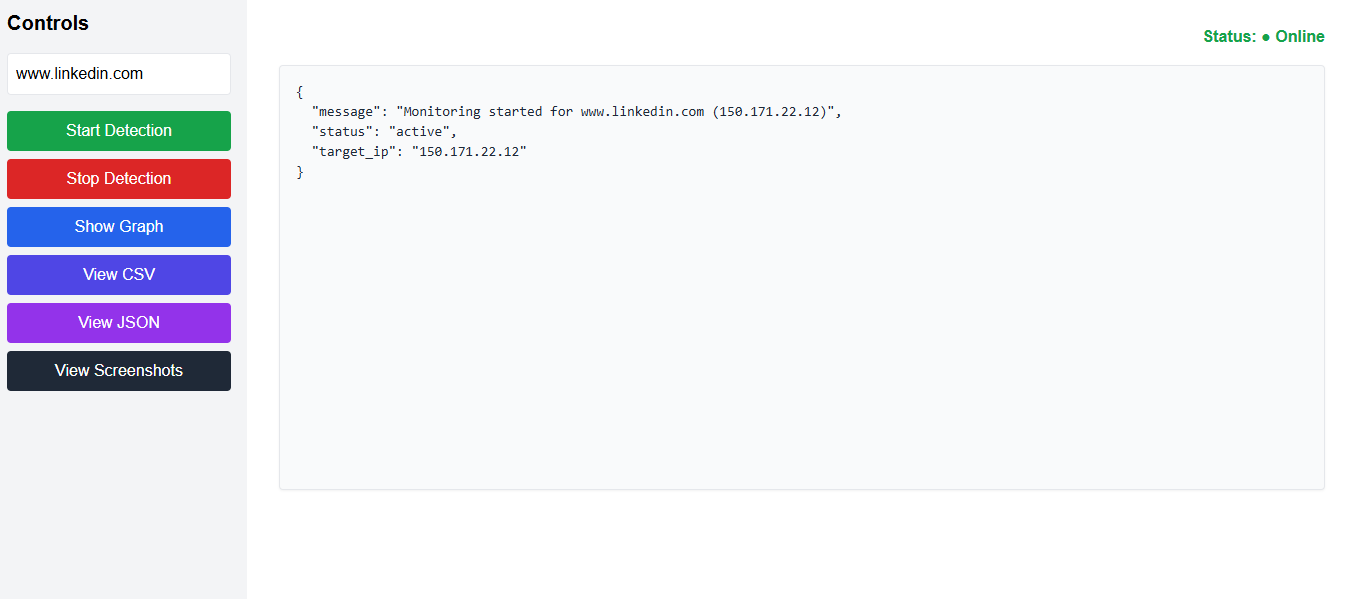 Controls
www.linkedin.com
Start Detection
Stop Detection
Show Graph
View CSV
View JSON
View Screenshots
Status: ● Online
{
  "message": "Monitoring started for www.linkedin.com (150.171.22.12)",
  "status": "active",
  "target_ip": "150.171.22.12"
}